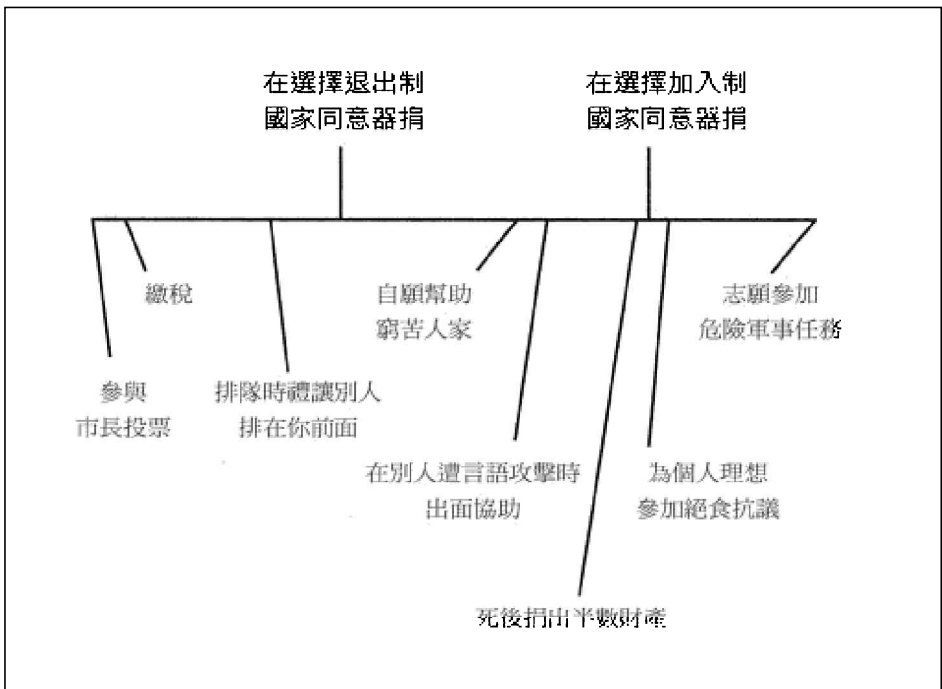 在選擇退出制
國家同意器捐
在選擇加入制
國家同意器捐
繳稅
自願幫助
窮苦人家
志願參加
危險軍事任務
參與
市長投票
排隊時禮讓別人
排在你前面
在別人遭言語攻擊時
出面協助
為個人理想
參加絕食抗議
死後捐出半數財產